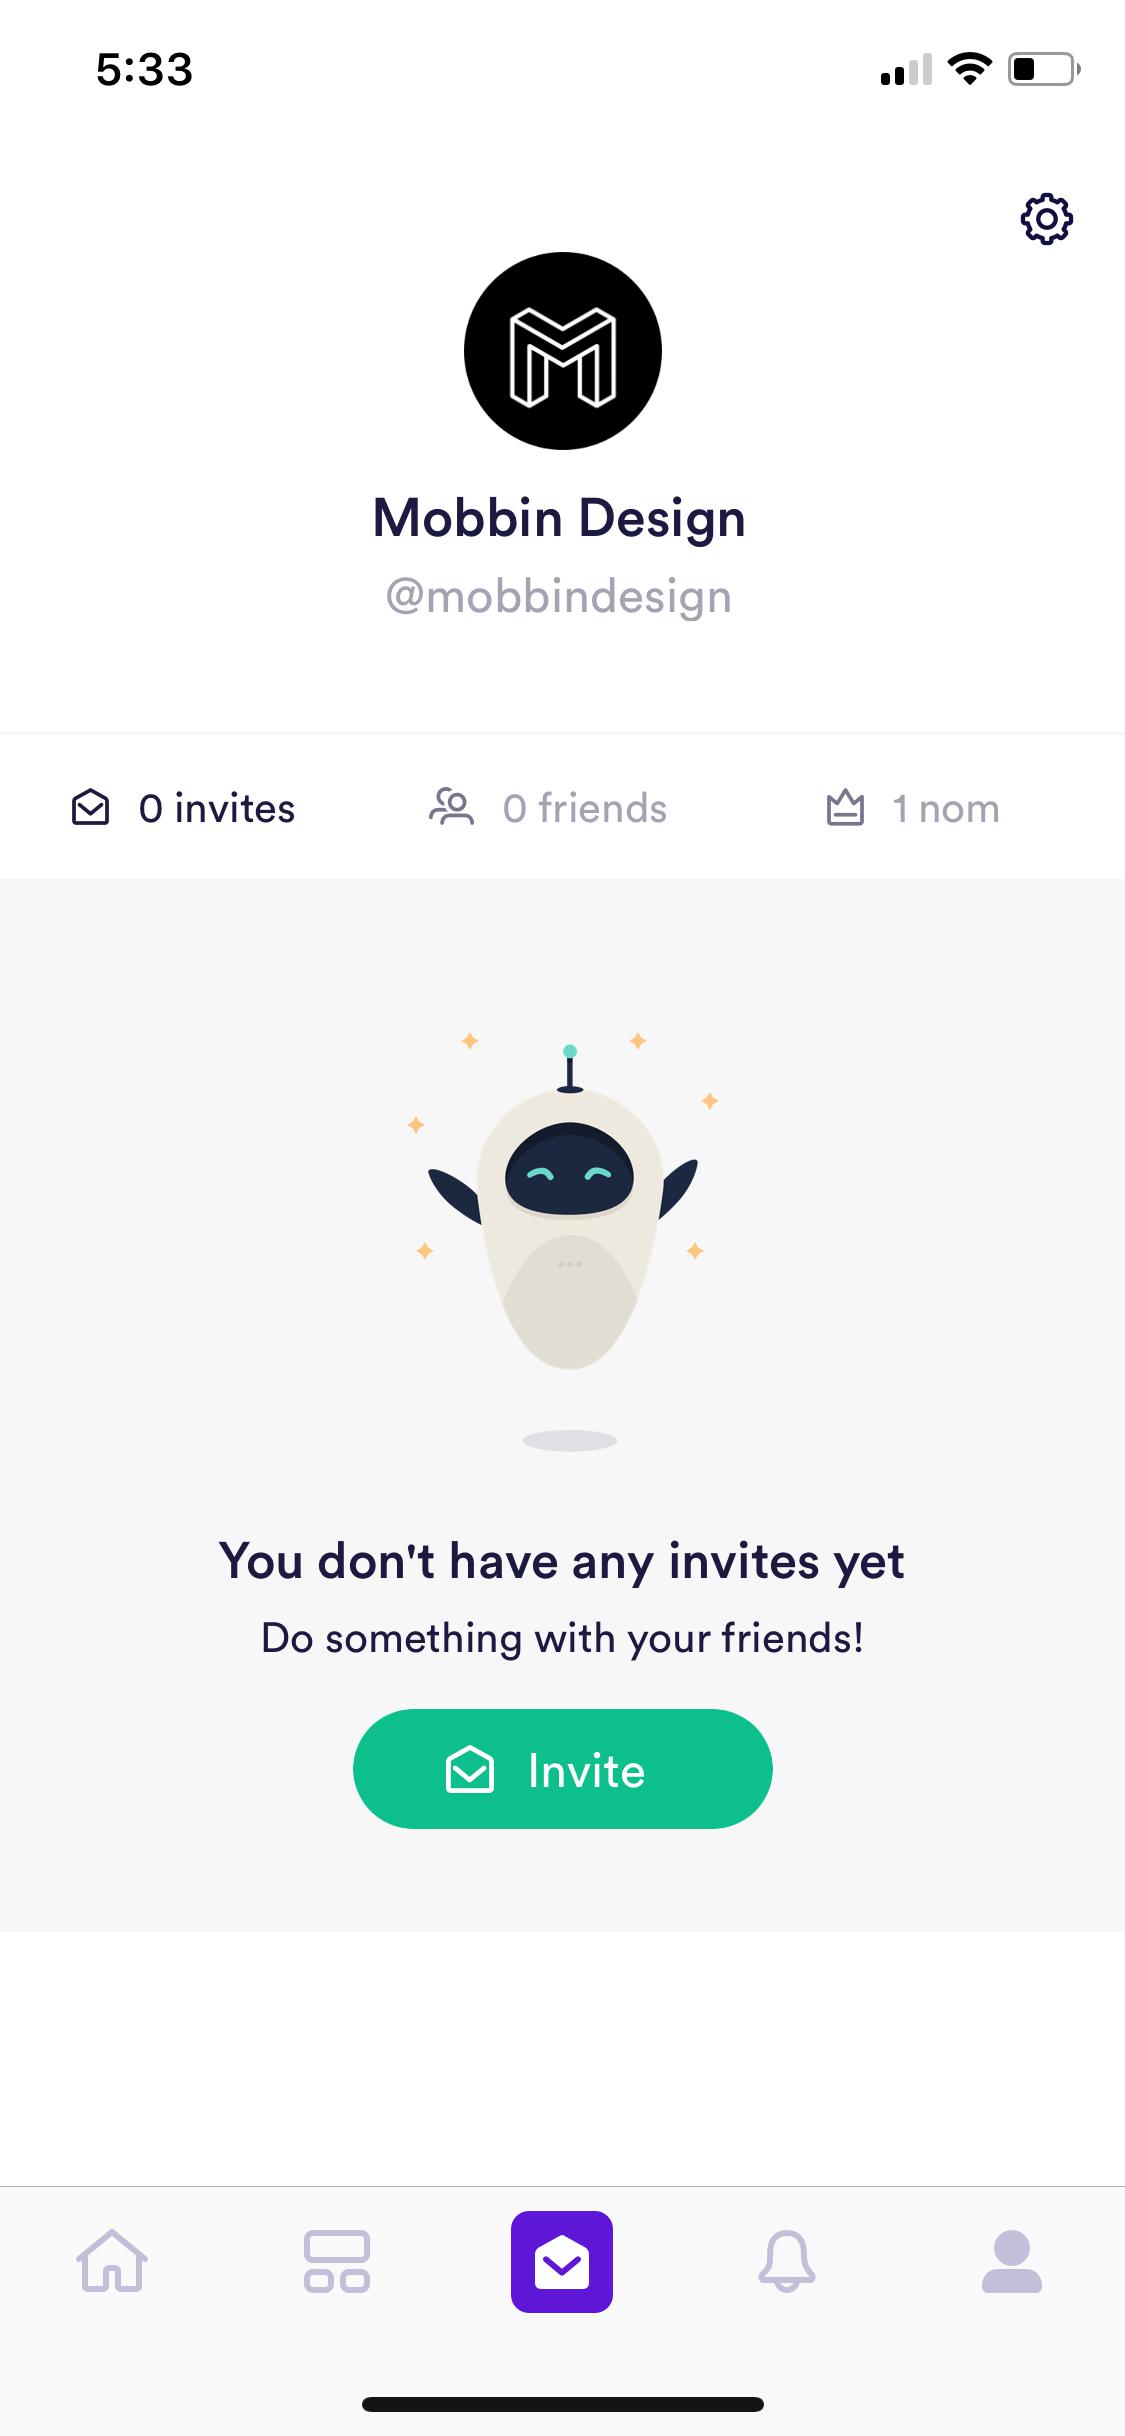 5:33
Mobbin Design
@mobbindesign
0 invites
0 friends
1 nom
You don't have any invites yet
Do something with your friends!
Invite